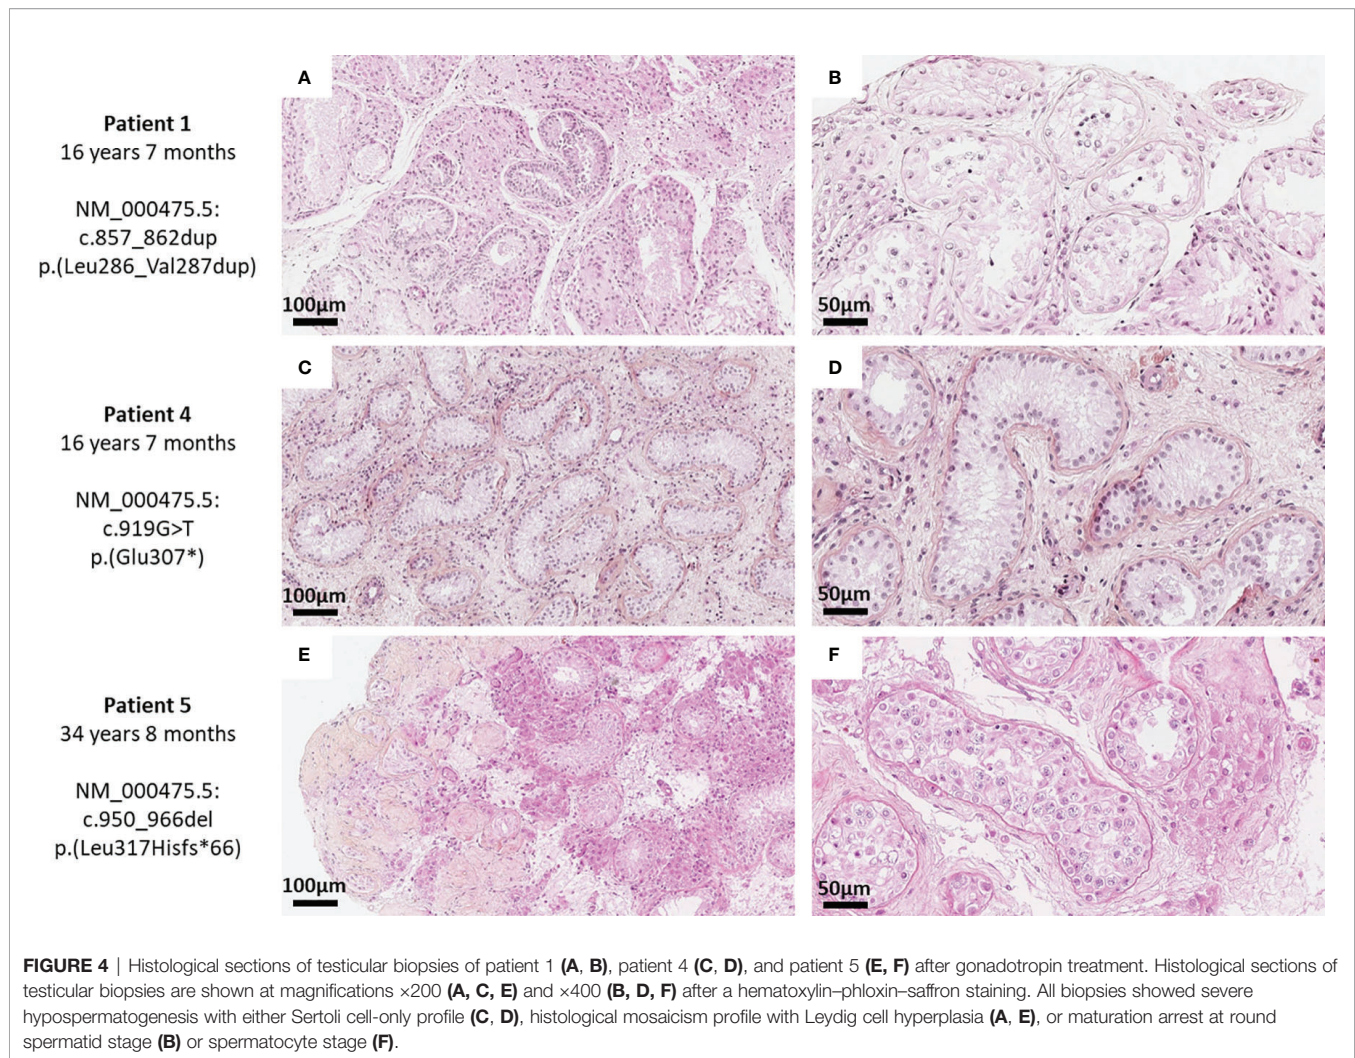 A
B
Patient 1
16 years 7 months
NM_000475.5:
c.857_862dup
p.(Leu286_Val287dup)
100µm
50µm
C
D
Patient 4
16 years 7 months
NM_000475.5:
c.919G>T
p.(Glu307*)
100µm
50µm
E
F
Patient 5
34 years 8 months
NM_000475.5:
c.950_966del
p.(Leu317Hisfs*66)
100µm
50µm
FIGURE 4 | Histological sections of testicular biopsies of patient 1 (A, B), patient 4 (C, D), and patient 5 (E, F) after gonadotropin treatment. Histological sections of
testicular biopsies are shown at magnifications ×200 (A, C, E) and ×400 (B, D, F) after a hematoxylin–phloxin–saffron staining. All biopsies showed severe
hypospermatogenesis with either Sertoli cell-only profile (C, D), histological mosaicism profile with Leydig cell hyperplasia (A, E), or maturation arrest at round
spermatid stage (B) or spermatocyte stage (F).